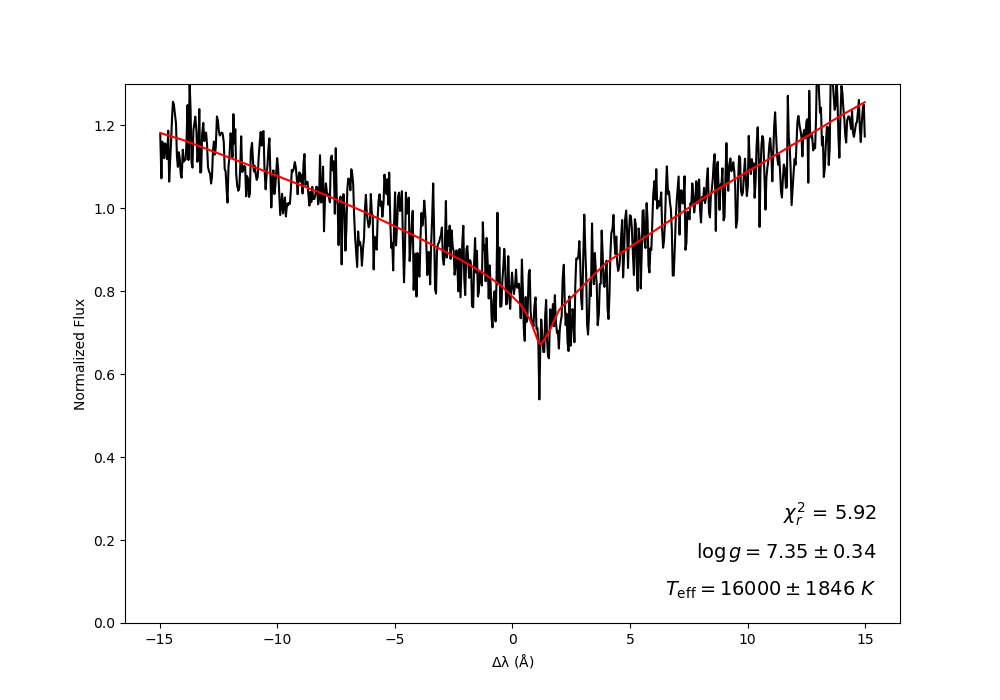 1.2
1.0
0.8
0.6
0.4
0.2
0.0
Normalized Flux
χ²ᵣ = 5.92
log g = 7.35 ± 0.34
T_eff = 16000 ± 1846 K
−15 −10 −5 0 5 10 15
Δλ (Å)